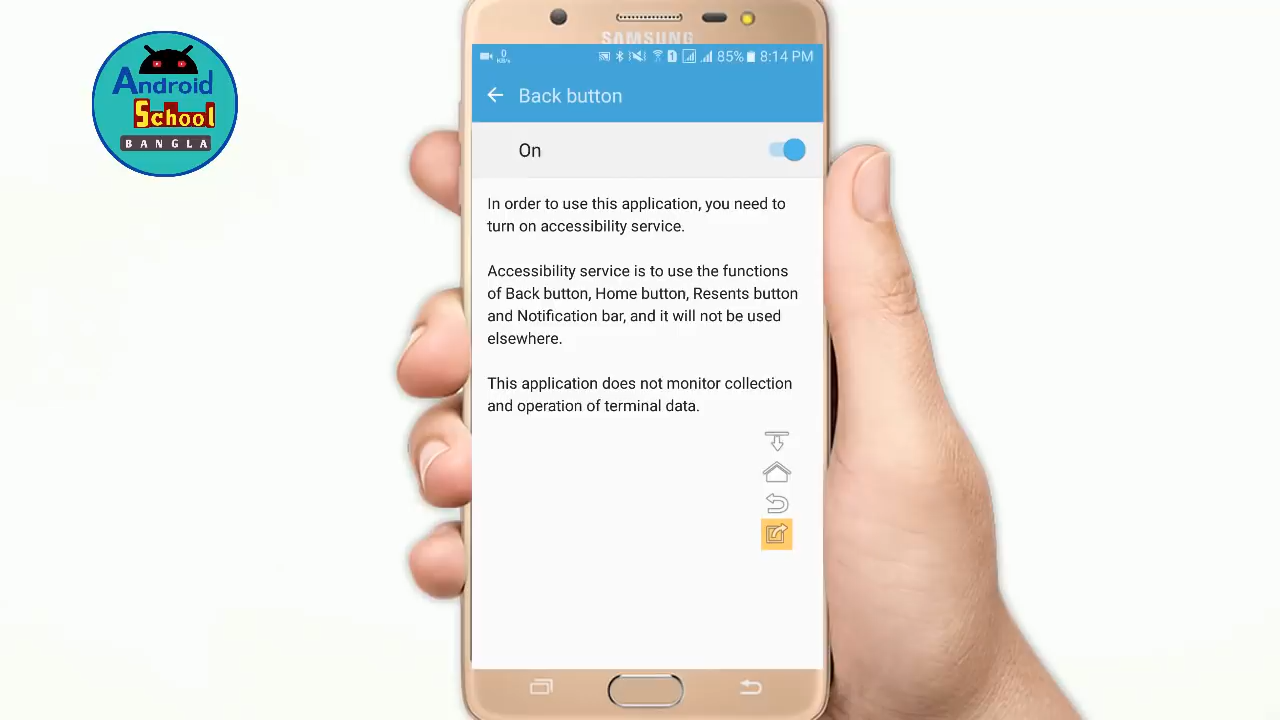 Android
School
BANGLA
SAMSUNG
0
KB/s
1
85%
8:14 PM
Back button
On
In order to use this application, you need to
turn on accessibility service.
Accessibility service is to use the functions
of Back button, Home button, Resents button
and Notification bar, and it will not be used
elsewhere.
This application does not monitor collection
and operation of terminal data.